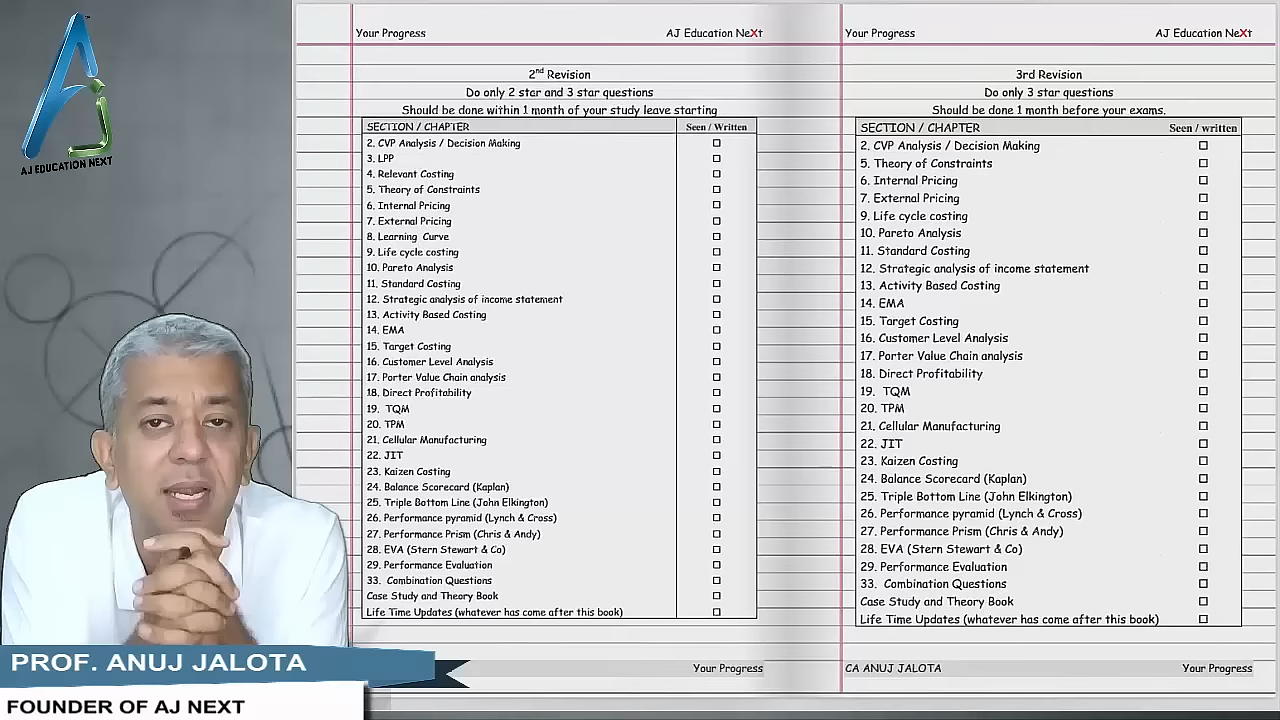 AJ EDUCATION NEXT
PROF. ANUJ JALOTA
FOUNDER OF AJ NEXT
Your Progress AJ Education NeXt
2nd Revision
Do only 2 star and 3 star questions
Should be done within 1 month of your study leave starting
SECTION / CHAPTER Seen / Written
2. CVP Analysis / Decision Making
3. LPP
4. Relevant Costing
5. Theory of Constraints
6. Internal Pricing
7. External Pricing
8. Learning Curve
9. Life cycle costing
10. Pareto Analysis
11. Standard Costing
12. Strategic analysis of income statement
13. Activity Based Costing
14. EMA
15. Target Costing
16. Customer Level Analysis
17. Porter Value Chain analysis
18. Direct Profitability
19. TQM
20. TPM
21. Cellular Manufacturing
22. JIT
23. Kaizen Costing
24. Balance Scorecard (Kaplan)
25. Triple Bottom Line (John Elkington)
26. Performance pyramid (Lynch & Cross)
27. Performance Prism (Chris & Andy)
28. EVA (Stern Stewart & Co)
29. Performance Evaluation
33. Combination Questions
Case Study and Theory Book
Life Time Updates (whatever has come after this book)
Your Progress
Your Progress AJ Education NeXt
3rd Revision
Do only 3 star questions
Should be done 1 month before your exams.
SECTION / CHAPTER Seen / written
2. CVP Analysis / Decision Making
5. Theory of Constraints
6. Internal Pricing
7. External Pricing
9. Life cycle costing
10. Pareto Analysis
11. Standard Costing
12. Strategic analysis of income statement
13. Activity Based Costing
14. EMA
15. Target Costing
16. Customer Level Analysis
17. Porter Value Chain analysis
18. Direct Profitability
19. TQM
20. TPM
21. Cellular Manufacturing
22. JIT
23. Kaizen Costing
24. Balance Scorecard (Kaplan)
25. Triple Bottom Line (John Elkington)
26. Performance pyramid (Lynch & Cross)
27. Performance Prism (Chris & Andy)
28. EVA (Stern Stewart & Co)
29. Performance Evaluation
33. Combination Questions
Case Study and Theory Book
Life Time Updates (whatever has come after this book)
CA ANUJ JALOTA Your Progress